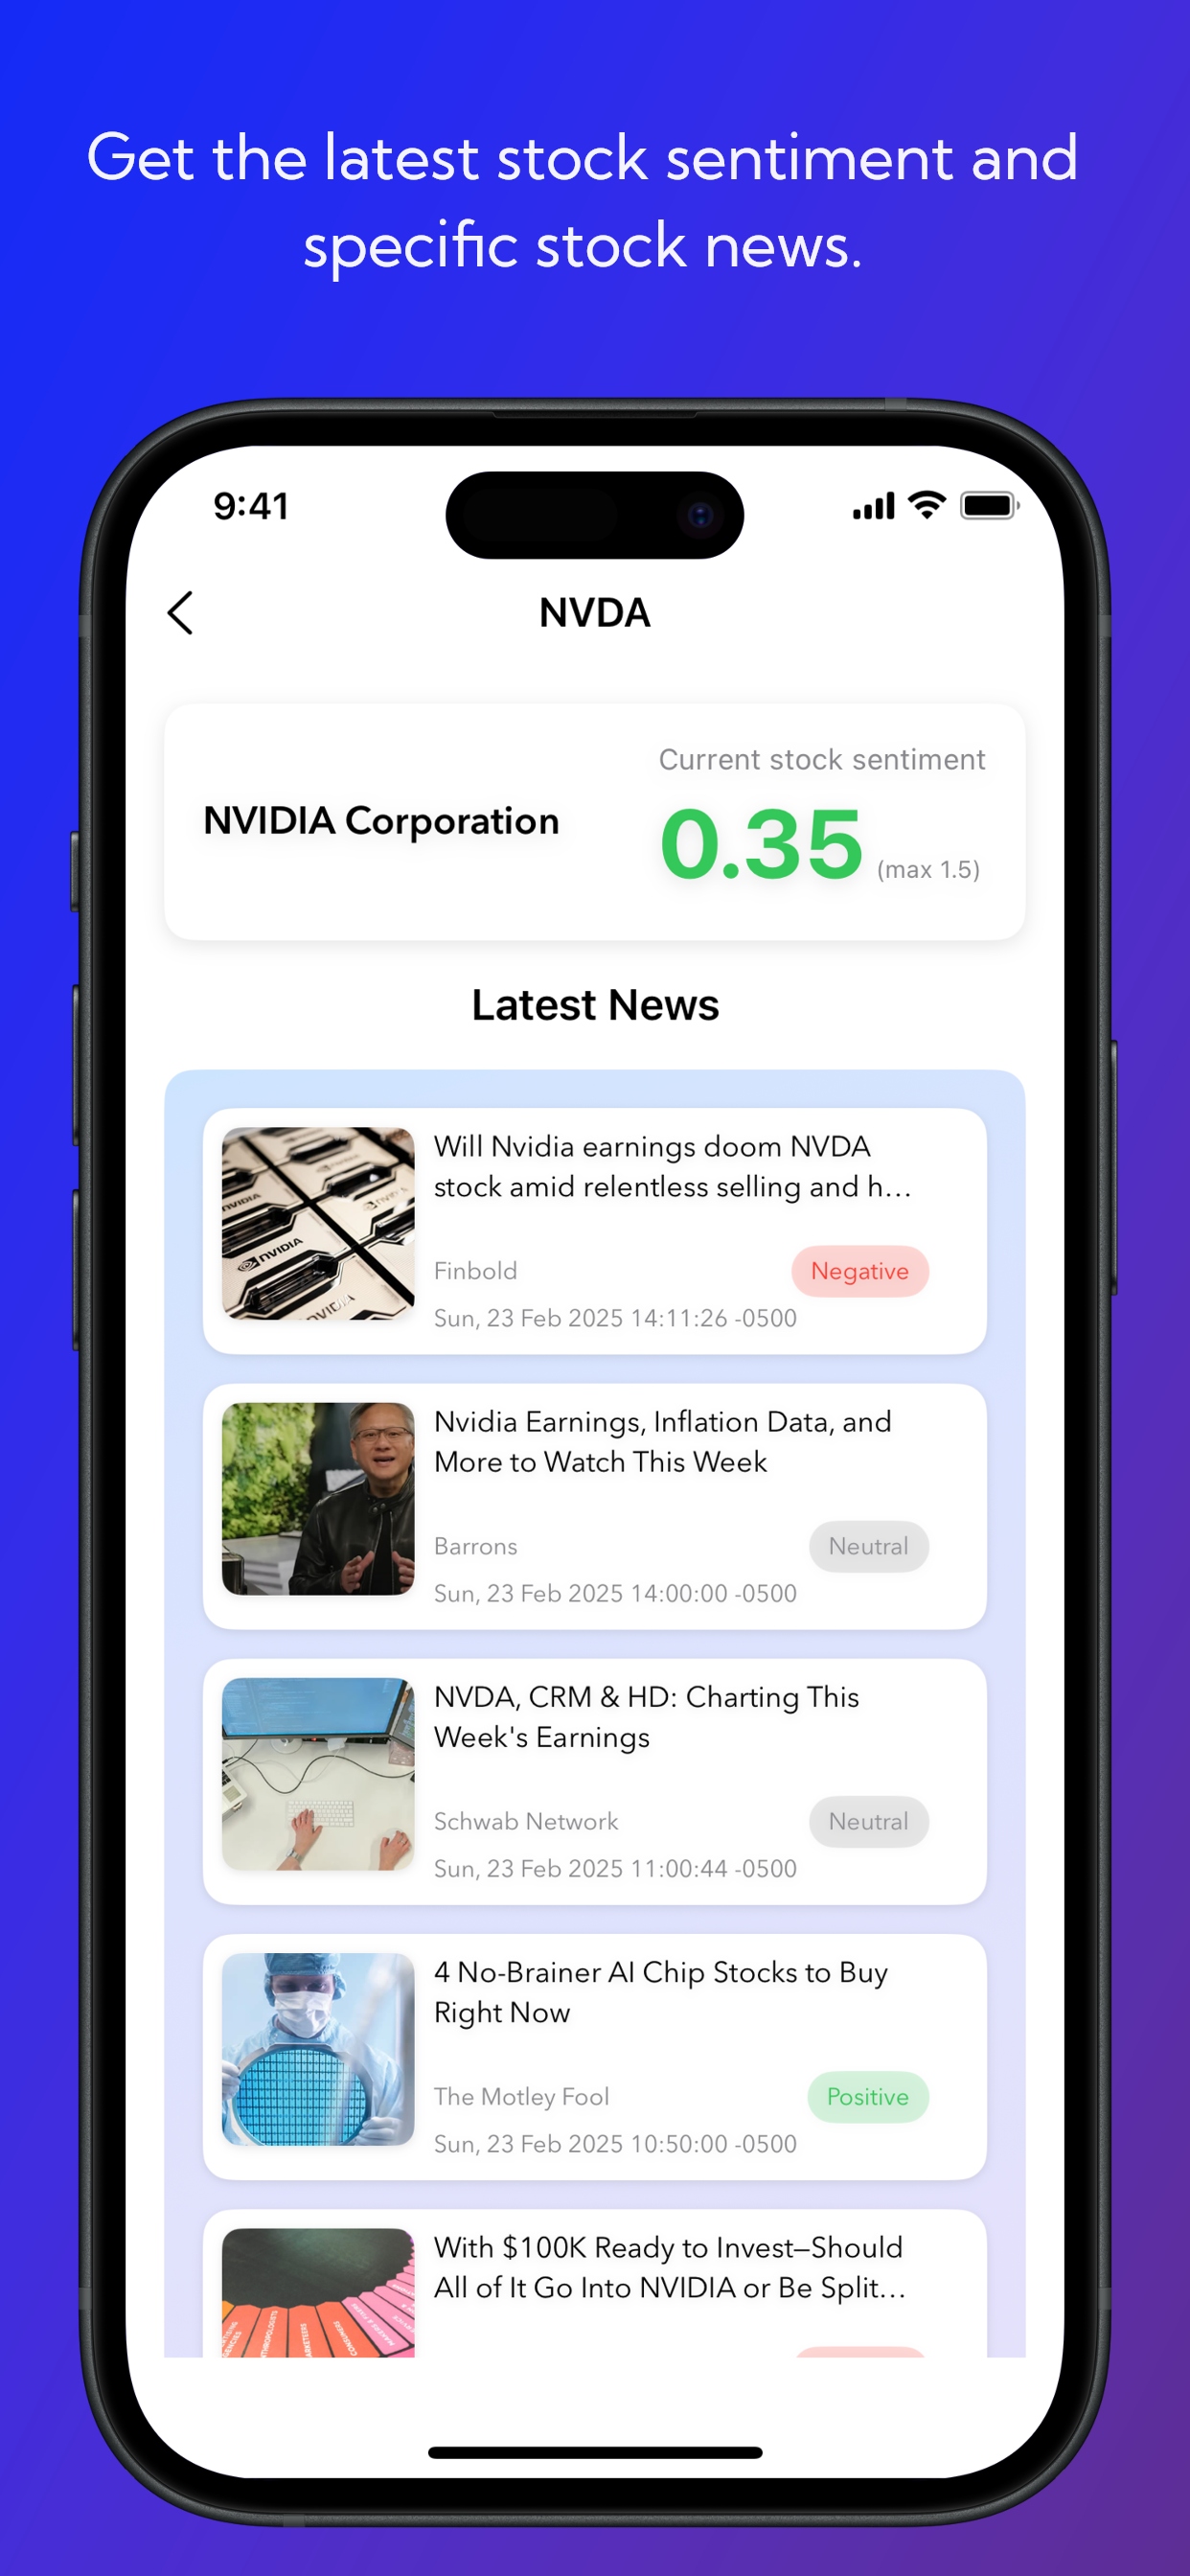 Get the latest stock sentiment and
specific stock news.
9:41
NVDA
Current stock sentiment
NVIDIA Corporation
0.35 (max 1.5)
Latest News
Will Nvidia earnings doom NVDA
stock amid relentless selling and h...
NVIDIA
NVIDIA
Finbold
Negative
Sun, 23 Feb 2025 14:11:26 -0500
Nvidia Earnings, Inflation Data, and
More to Watch This Week
Barrons
Neutral
Sun, 23 Feb 2025 14:00:00 -0500
NVDA, CRM & HD: Charting This
Week's Earnings
Schwab Network
Neutral
Sun, 23 Feb 2025 11:00:44 -0500
4 No-Brainer AI Chip Stocks to Buy
Right Now
The Motley Fool
Positive
Sun, 23 Feb 2025 10:50:00 -0500
With $100K Ready to Invest—Should
All of It Go Into NVIDIA or Be Split...
CONSUMERS